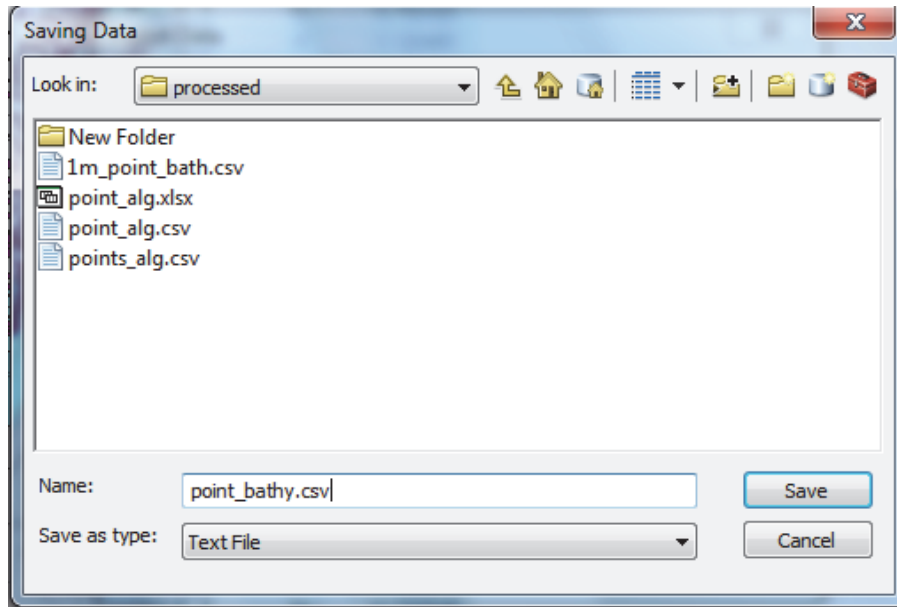 Saving Data
Look in: processed
New Folder
1m_point_bath.csv
point_alg.xlsx
point_alg.csv
points_alg.csv
Name: point_bathy.csv Save
Save as type: Text File Cancel